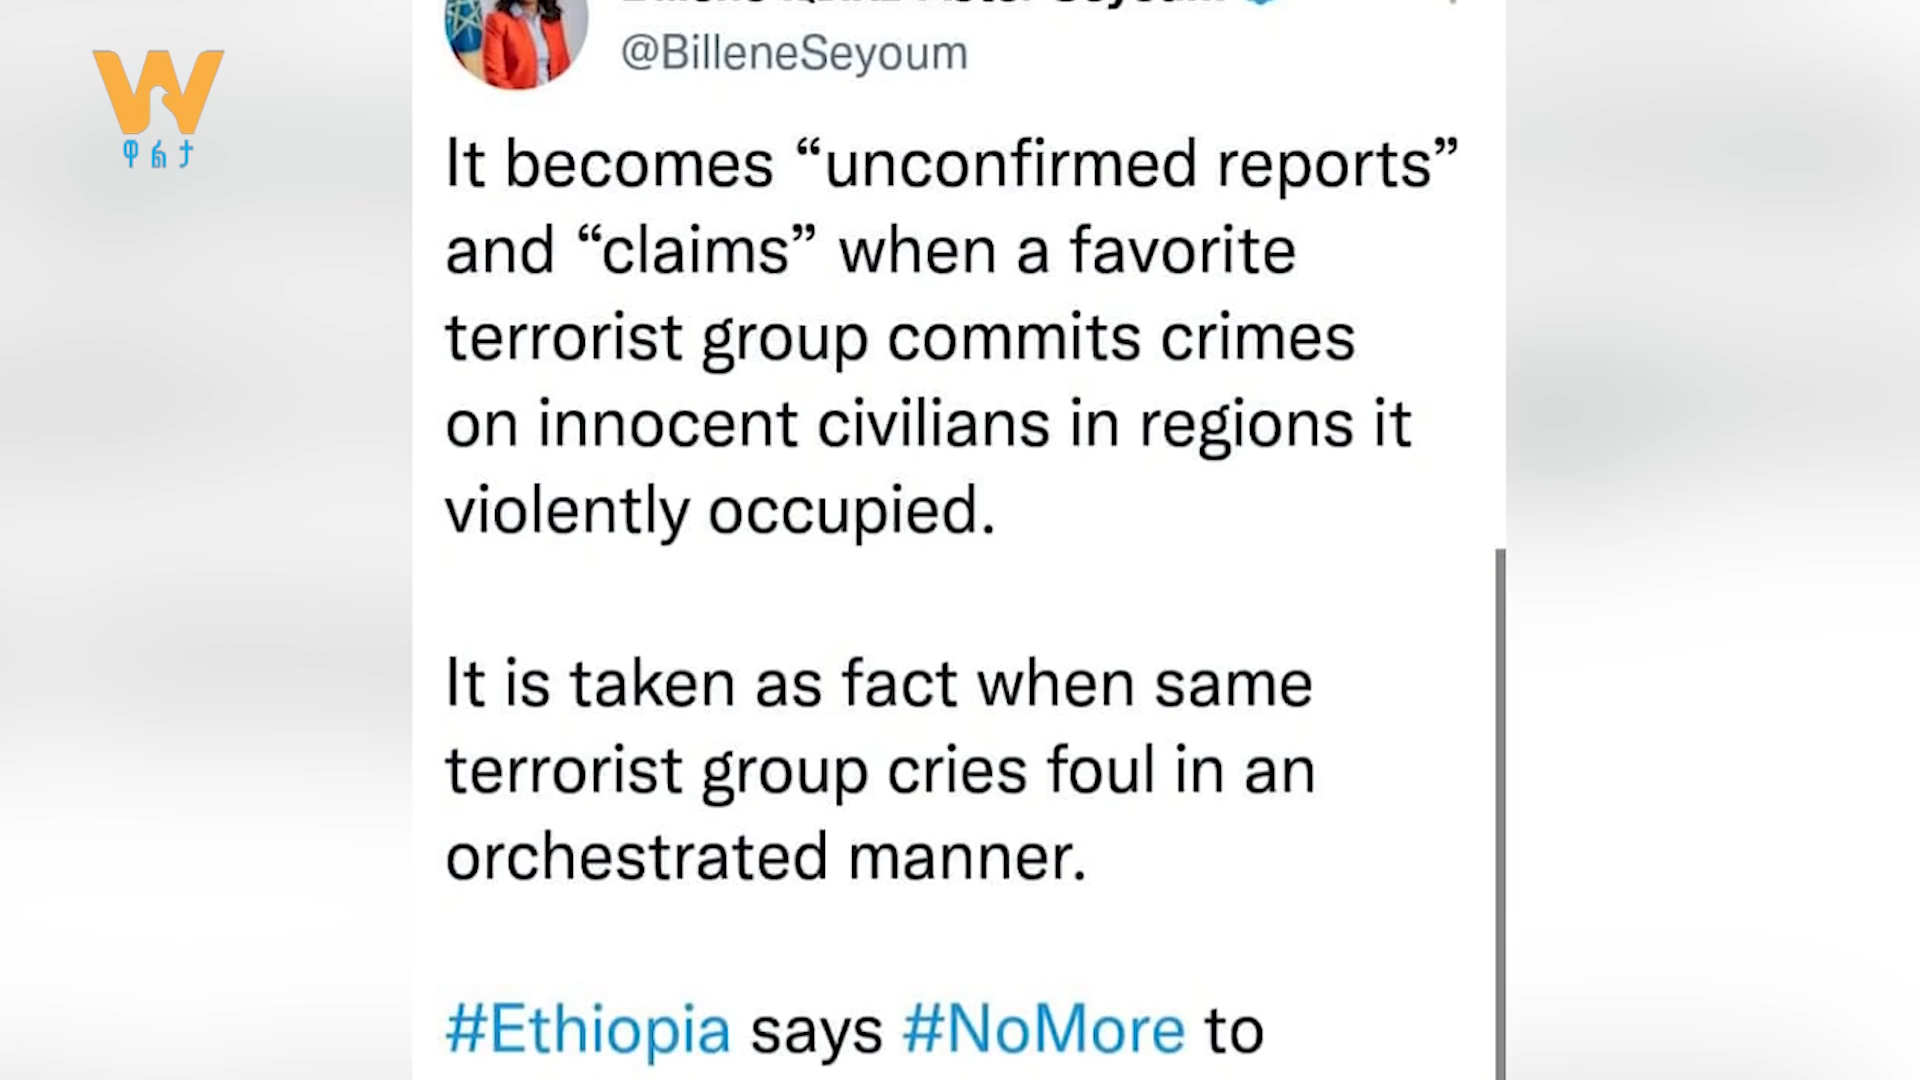 ዋልታ
@BilleneSeyoum
It becomes “unconfirmed reports”
and “claims” when a favorite
terrorist group commits crimes
on innocent civilians in regions it
violently occupied.
It is taken as fact when same
terrorist group cries foul in an
orchestrated manner.
#Ethiopia says #NoMore to